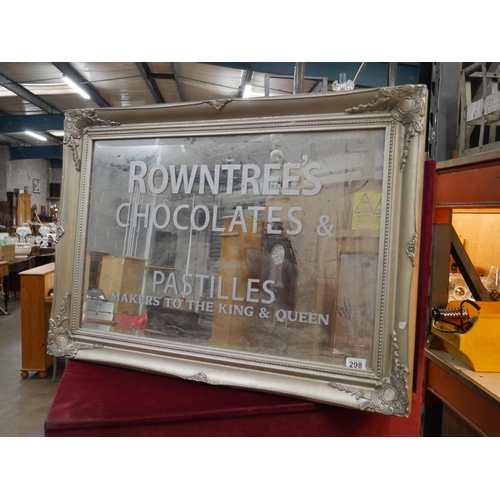 ROWNTREE'S
CHOCOLATES &
PASTILLES
MAKERS TO THE KING & QUEEN
298